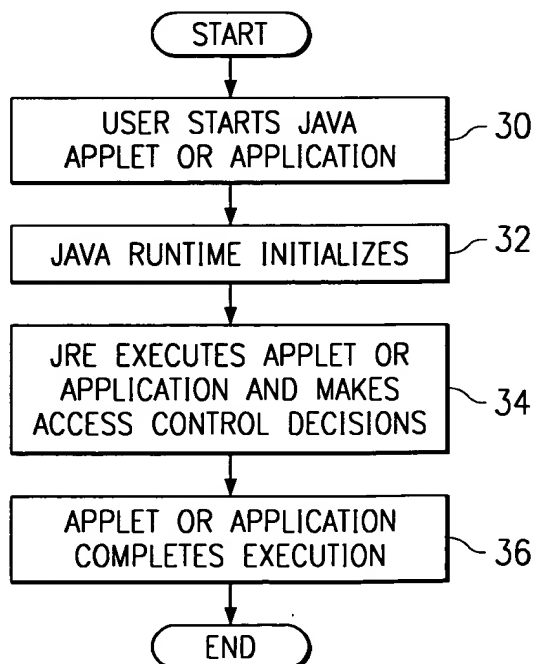 START
USER STARTS JAVA
APPLET OR APPLICATION
30
JAVA RUNTIME INITIALIZES
32
JRE EXECUTES APPLET OR
APPLICATION AND MAKES
ACCESS CONTROL DECISIONS
34
APPLET OR APPLICATION
COMPLETES EXECUTION
36
END